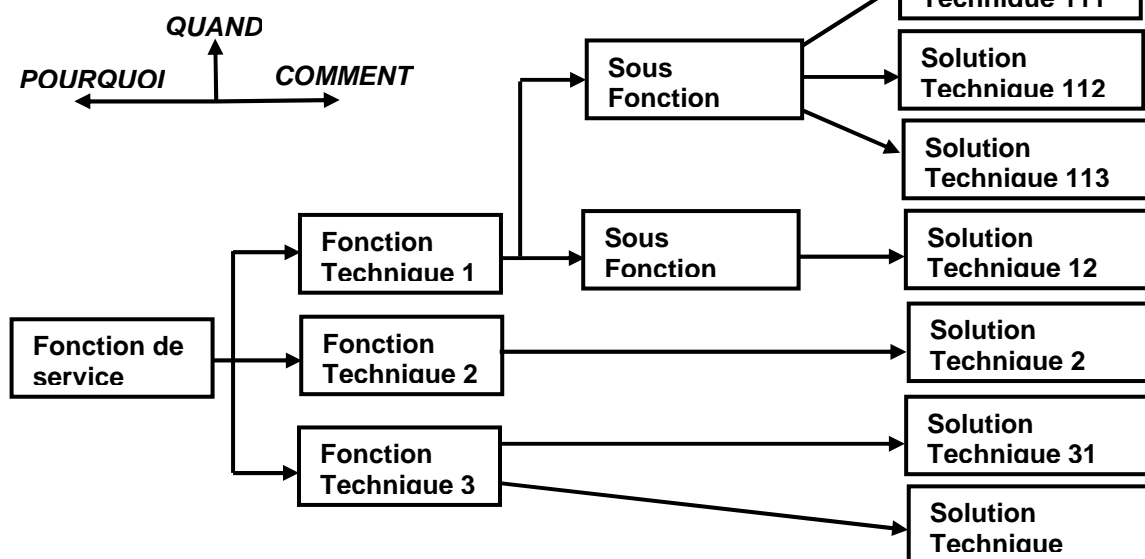 Technique 111
QUAND
POURQUOI
COMMENT
Sous
Fonction
Solution
Technique 112
Solution
Technique 113
Fonction
Technique 1
Sous
Fonction
Solution
Technique 12
Fonction de
service
Fonction
Technique 2
Solution
Technique 2
Fonction
Technique 3
Solution
Technique 31
Solution
Technique